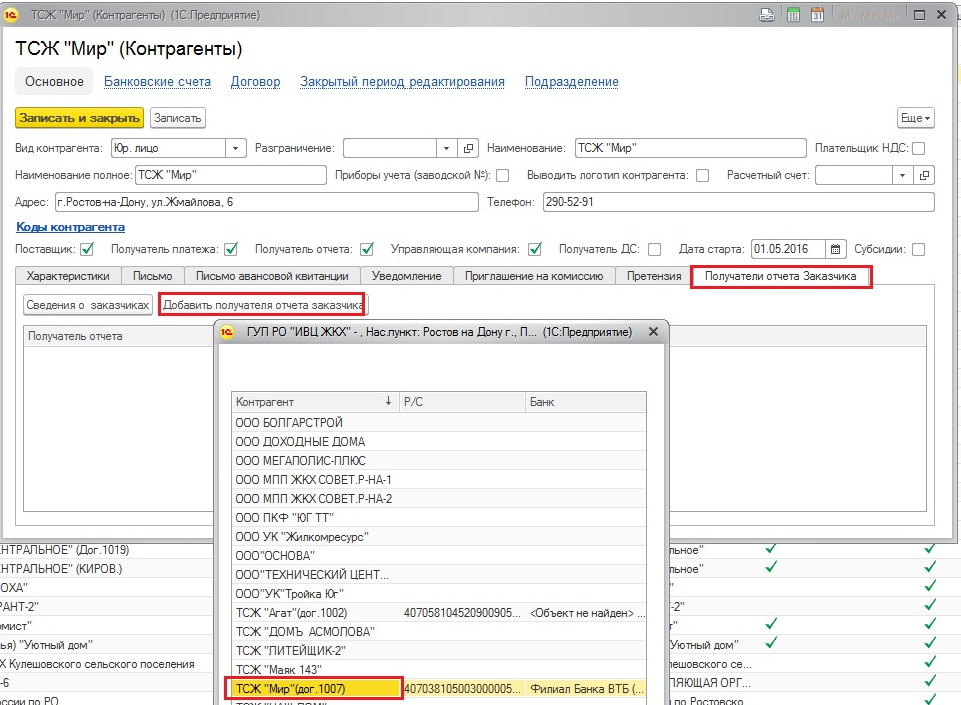 ТСЖ "Мир" (Контрагенты) (1С:Предприятие) M M+ M-
ТСЖ "Мир" (Контрагенты)
Основное Банковские счета Договор Закрытый период редактирования Подразделение
Записать и закрыть Записать Еще
Вид контрагента: Юр. лицо Разграничение: Наименование: ТСЖ "Мир" Плательщик НДС:
Наименование полное: ТСЖ "Мир" Приборы учета (заводской №): Выводить логотип контрагента: Расчетный счет:
Адрес: г.Ростов-на-Дону, ул.Жмайлова, 6 Телефон: 290-52-91
Коды контрагента
Поставщик: Получатель платежа: Получатель отчета: Управляющая компания: Получатель ДС: Дата старта: 01.05.2016 Субсидии:
Характеристики Письмо Письмо авансовой квитанции Уведомление Приглашение на комиссию Претензия Получатели отчета Заказчика
Сведения о заказчиках Добавить получателя отчета заказчика
Получатель отчета
ГУП РО "ИВЦ ЖКХ" - , Нас.пункт: Ростов на Дону г., П... (1С:Предприятие)
Контрагент Р/С Банк
ООО БОЛГАРСТРОЙ
ООО ДОХОДНЫЕ ДОМА
ООО МЕГАПОЛИС-ПЛЮС
ООО МПП ЖКХ СОВЕТ.Р-НА-1
ООО МПП ЖКХ СОВЕТ.Р-НА-2
ООО ПКФ "ЮГ ТТ"
ООО УК "Жилкомресурс"
ООО"ОСНОВА"
ООО"ТЕХНИЧЕСКИЙ ЦЕНТ...
ООО"УК"Тройка Юг"
ТСЖ "Агат"(дог.1002) 407058104520900905... <Объект не найден> ...
ТСЖ "ДОМЪ АСМОЛОВА"
ТСЖ "ЛИТЕЙЩИК-2"
ТСЖ "Маяк 143"
ТСЖ "Мир"(дог.1007) 407038105003000005... Филиал Банка ВТБ (...
НТРАЛЬНОЕ" (Дог.1019) льное"
НТРАЛЬНОЕ" (КИРОВ.) льное"
ОХА" "
РАНТ-2" Т-2"
омист" т"
ья) "Уютный дом" Уютный дом"
Х Кулешовского сельского поселения лешовского се...
-6 ЛЯЮЩАЯ ОРГ...
ссии по РО по Ростовско